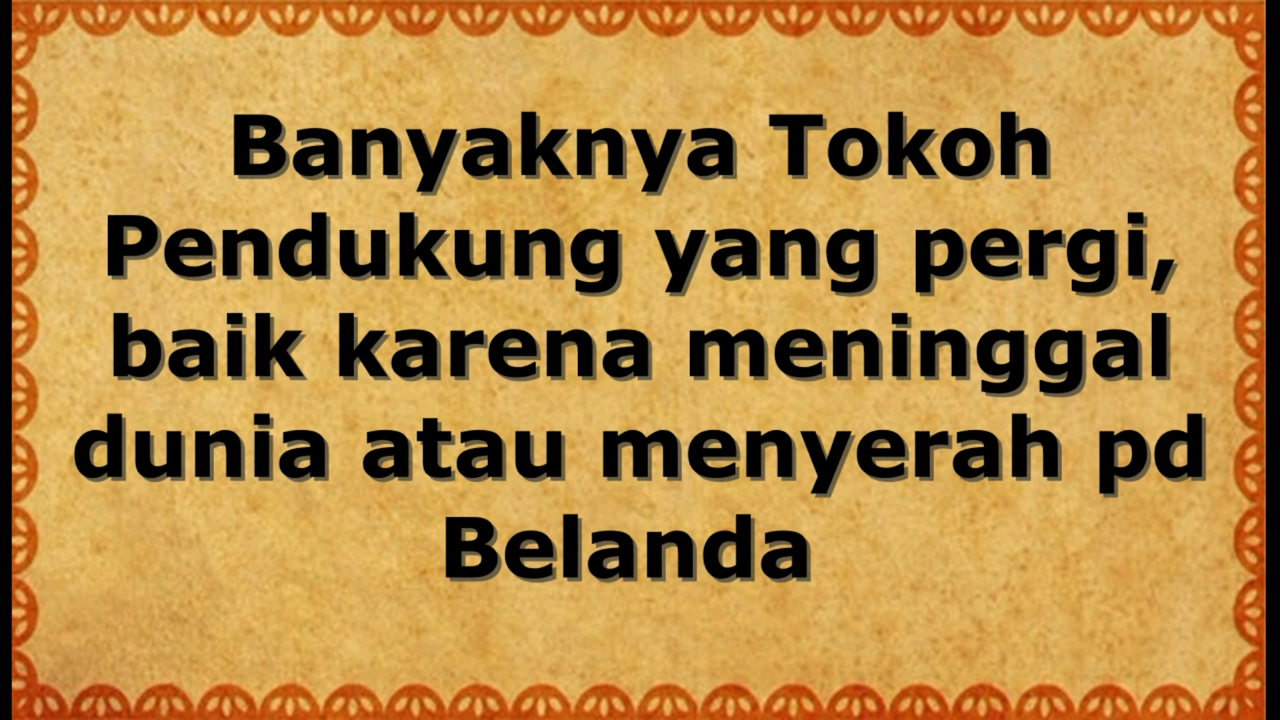 Banyaknya Tokoh
Pendukung yang pergi,
baik karena meninggal
dunia atau menyerah pd
Belanda